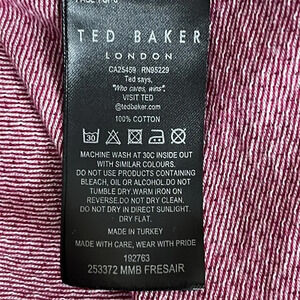 TED BAKER
LONDON
CA25469 RN95229
Ted says,
"Who cares, wins".
VISIT TED
@tedbaker.com
100% COTTON
30
MACHINE WASH AT 30C INSIDE OUT
WITH SIMILAR COLOURS.
DO NOT USE PRODUCTS CONTAINING
BLEACH, OIL OR ALCOHOL.DO NOT
TUMBLE DRY.WARM IRON ON
REVERSE.DO NOT DRY CLEAN.
DO NOT DRY IN DIRECT SUNLIGHT.
DRY FLAT.
MADE IN TURKEY
MADE WITH CARE, WEAR WITH PRIDE
192763
253372 MMB FRESAIR